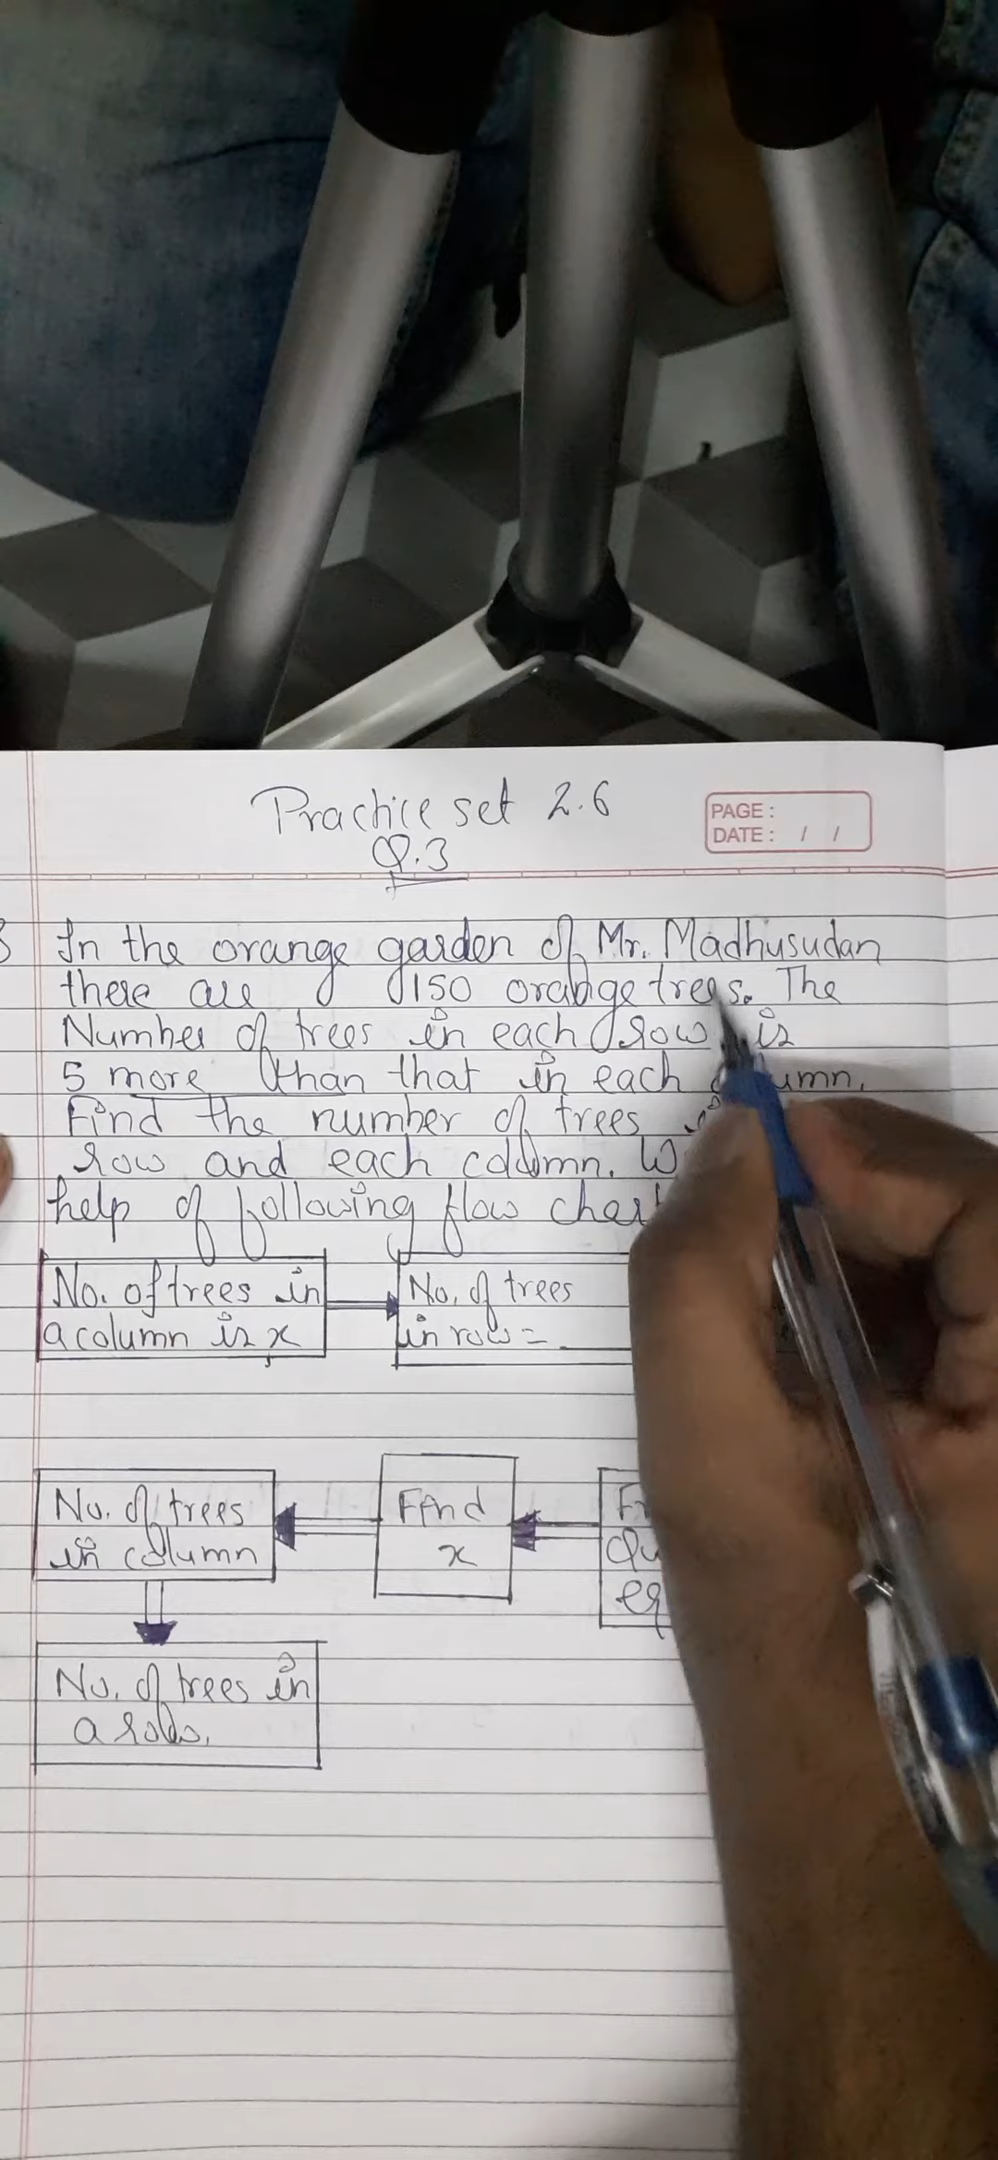 Practice set 2.6
Q.3
PAGE:
DATE: / /
3 In the orange garden of Mr. Madhusudan
there are 150 orange trees. The
Number of trees in each row is
5 more than that in each
Find the number of trees
row and each column.
help of following flow
No. of trees in
a column is x
No. of trees
in row =
No. of trees
in column
Find
x
No. of trees in
a row.